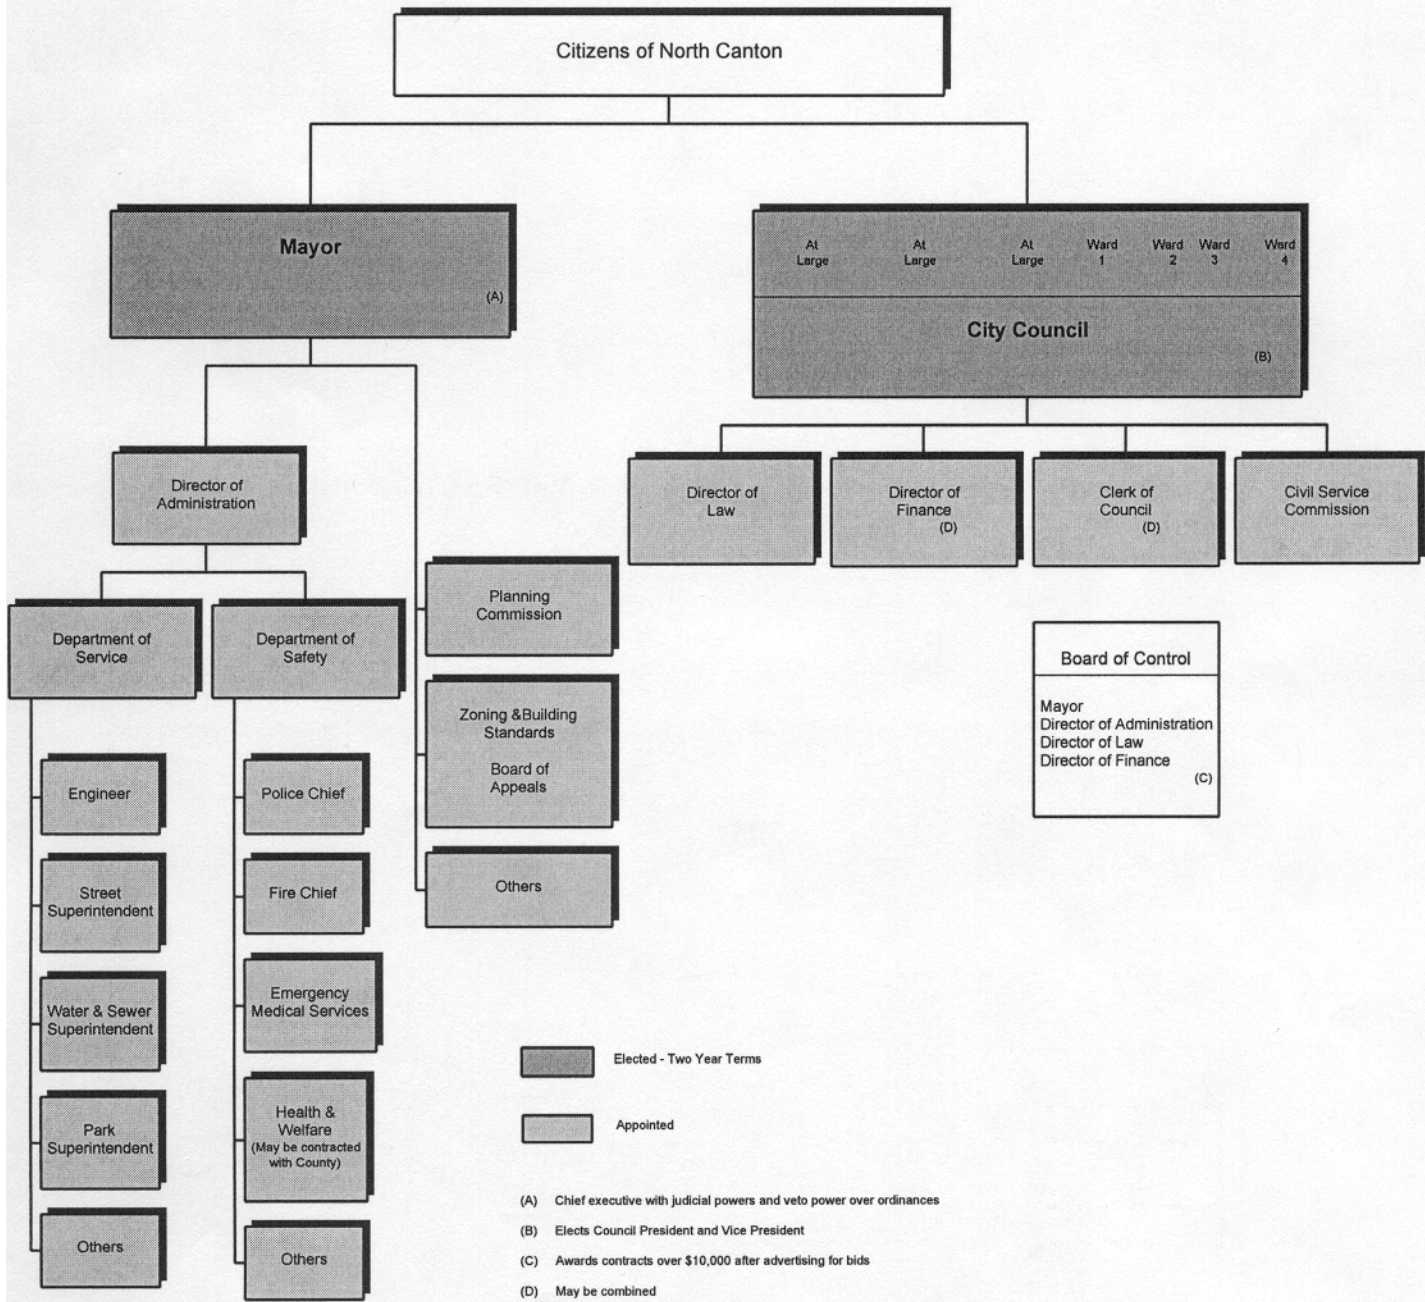 Citizens of North Canton
Mayor
(A)
At Large
At Large
At Large
Ward 1
Ward 2
Ward 3
Ward 4
City Council
(B)
Director of
Administration
Director of
Law
Director of
Finance
(D)
Clerk of
Council
(D)
Civil Service
Commission
Department of
Service
Department of
Safety
Planning
Commission
Zoning &Building
Standards
Board of
Appeals
Others
Board of Control
Mayor
Director of Administration
Director of Law
Director of Finance
(C)
Engineer
Street
Superintendent
Water & Sewer
Superintendent
Park
Superintendent
Others
Police Chief
Fire Chief
Emergency
Medical Services
Health &
Welfare
(May be contracted
with County)
Others
Elected - Two Year Terms
Appointed
(A) Chief executive with judicial powers and veto power over ordinances
(B) Elects Council President and Vice President
(C) Awards contracts over $10,000 after advertising for bids
(D) May be combined